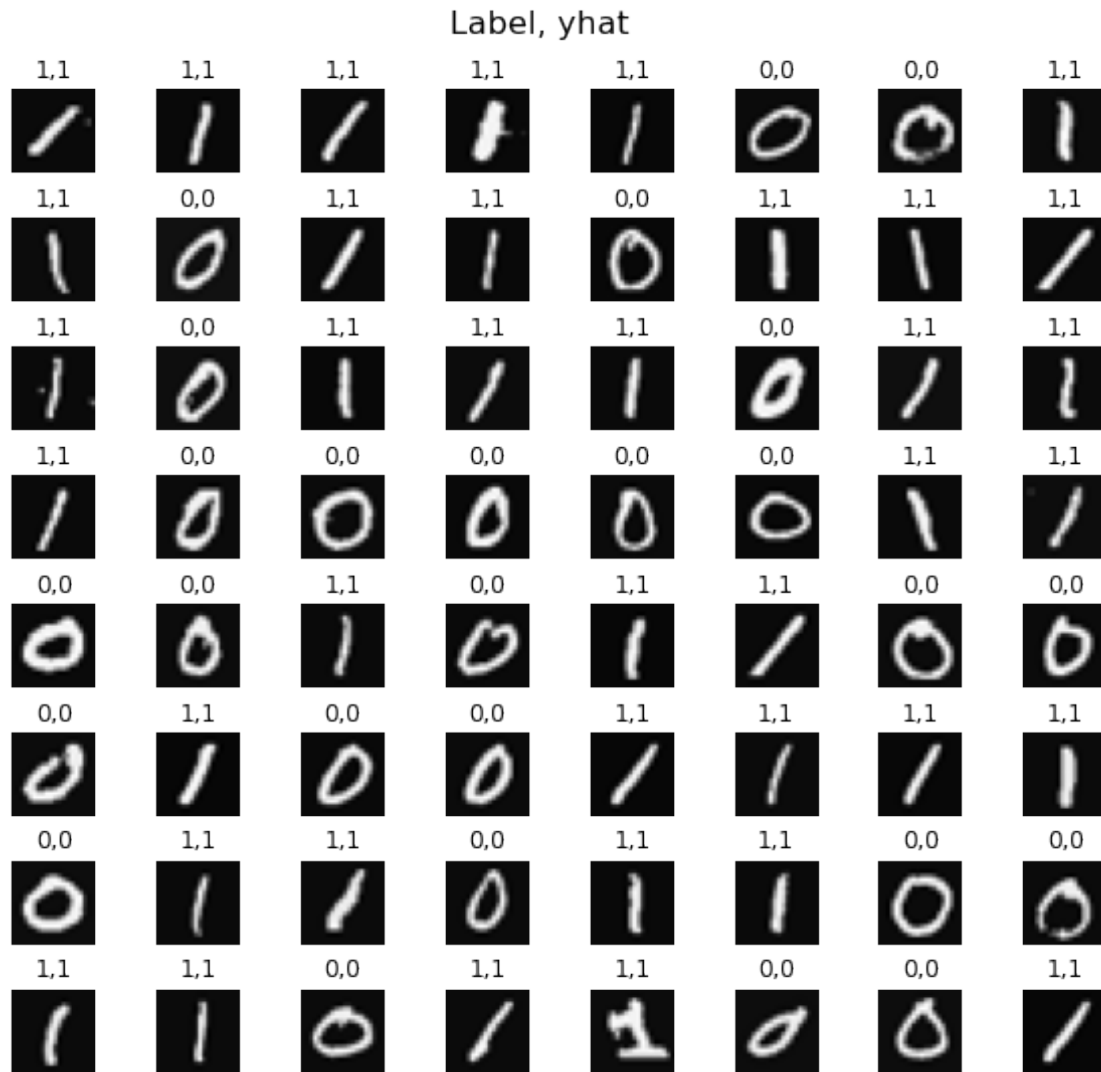 Label, yhat
1,1 1,1 1,1 1,1 1,1 0,0 0,0 1,1
1,1 0,0 1,1 1,1 0,0 1,1 1,1 1,1
1,1 0,0 1,1 1,1 1,1 0,0 1,1 1,1
1,1 0,0 0,0 0,0 0,0 0,0 1,1 1,1
0,0 0,0 1,1 0,0 1,1 1,1 0,0 0,0
0,0 1,1 0,0 0,0 1,1 1,1 1,1 1,1
0,0 1,1 1,1 0,0 1,1 1,1 0,0 0,0
1,1 1,1 0,0 1,1 1,1 0,0 0,0 1,1